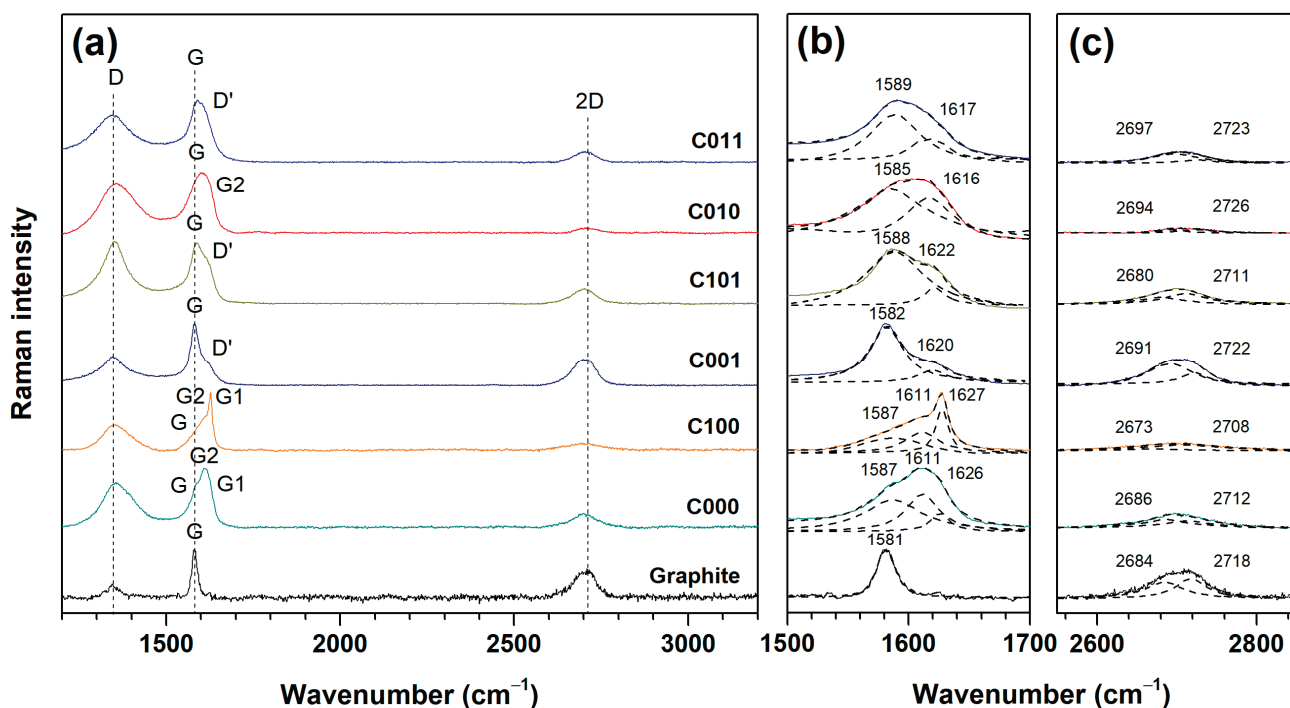 (a)
G
D
D'
2D
C011
G
G2
C010
G
D'
C101
G
D'
C001
G2 G1
G
C100
G2
G G1
C000
G
Graphite
1500 2000 2500 3000
Wavenumber (cm⁻¹)
Raman intensity
(b)
1589
1617
1585
1616
1588
1622
1582
1620
1611 1627
1587
1611
1587 1626
1581
1500 1600 1700
Wavenumber (cm⁻¹)
(c)
2697 2723
2694 2726
2680 2711
2691 2722
2673 2708
2686 2712
2684 2718
2600 2800